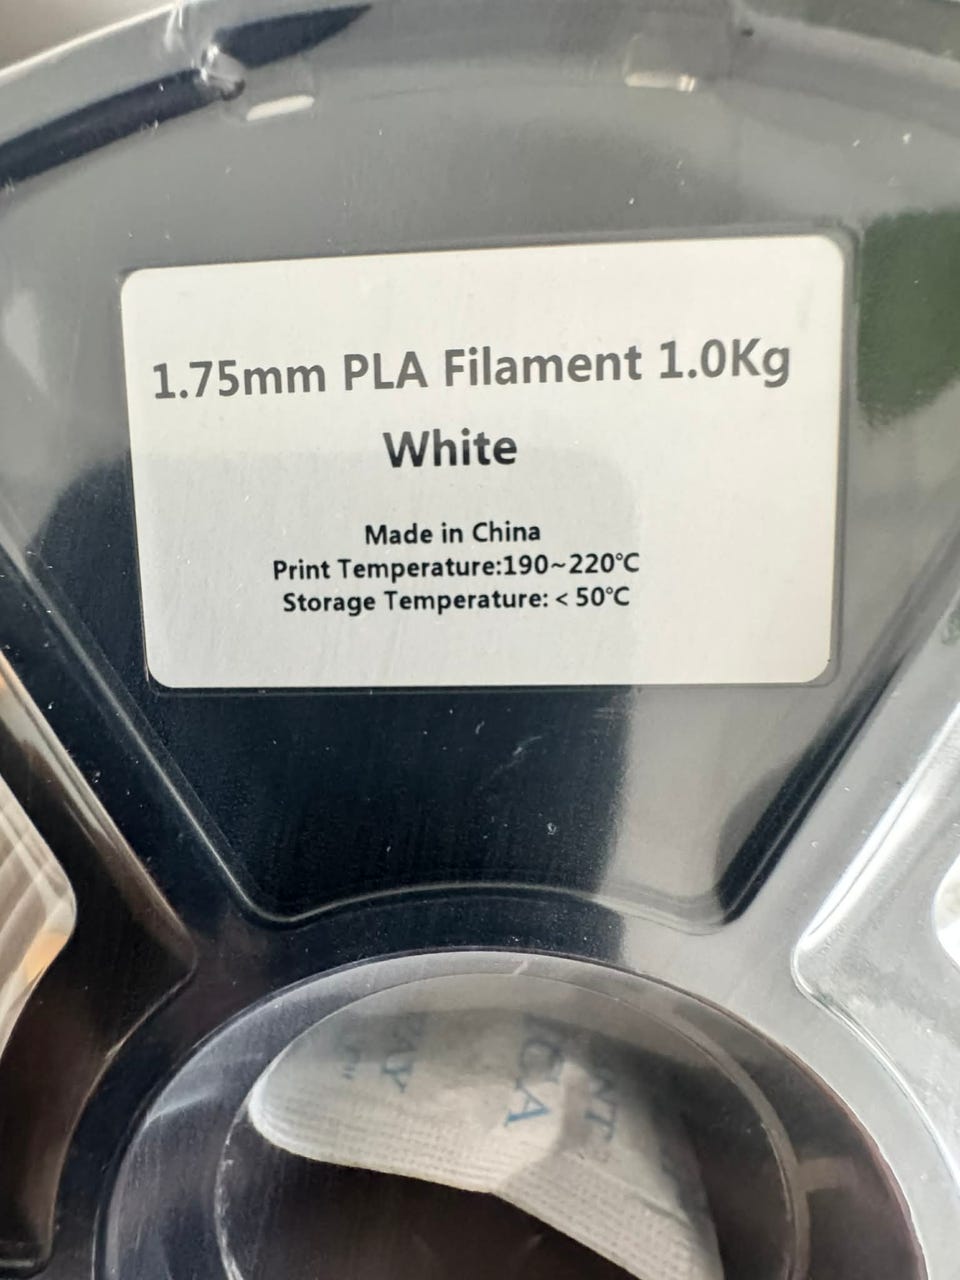 1.75mm PLA Filament 1.0Kg
White
Made in China
Print Temperature:190~220℃
Storage Temperature: < 50℃